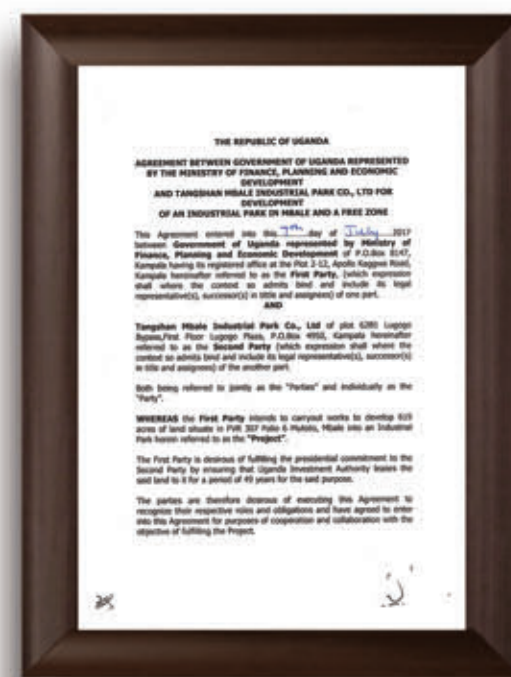 THE REPUBLIC OF UGANDA
AGREEMENT BETWEEN GOVERNMENT OF UGANDA REPRESENTED
BY THE MINISTRY OF FINANCE, PLANNING AND ECONOMIC
DEVELOPMENT
AND TANGSHAN MBALE INDUSTRIAL PARK CO., LTD FOR
DEVELOPMENT
OF AN INDUSTRIAL PARK IN MBALE AND A FREE ZONE
This Agreement entered into this 7th day of July 2017
between Government of Uganda represented by Ministry of
Finance, Planning and Economic Development of P.O.Box 8147,
Kampala having its registered office at the Plot 2-12, Apollo Kaggwa Road,
Kampala hereinafter referred to as the First Party, (which expression
shall where the context so admits bind and include its legal
representative(s), successor(s) in title and assignees) of one part.
AND
Tangshan Mbale Industrial Park Co., Ltd of plot 6280 Lugogo
Bypass,First Floor Lugogo Plaza, P.O.Box 4950, Kampala hereinafter
referred to as the Second Party (which expression shall where the
context so admits bind and include its legal representative(s), successor(s)
in title and assignees) of the another part.
Both being referred to jointly as the "Parties" and individually as the
"Party".
WHEREAS the First Party intends to carryout works to develop 619
acres of land situate in FVR 307 Folio 6 Mbale into an Industrial
Park herein referred to as the "Project".
The First Party is desirous of fulfilling the presidential commitment to the
Second Party by ensuring that Uganda Investment Authority leases the
said land to it for a period of 49 years for the said purpose.
The parties are therefore desirous of executing this Agreement to
recognize their respective roles and obligations and have agreed to enter
into this Agreement for purposes of cooperation and collaboration with the
objective of fulfilling the Project.